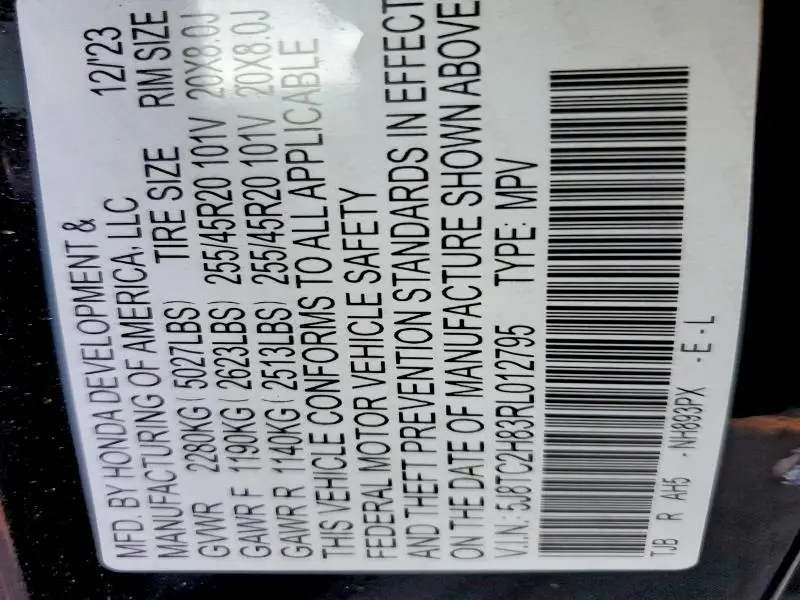 MFD. BY HONDA DEVELOPMENT & 12/'23
MANUFACTURING OF AMERICA, LLC TIRE SIZE RIM SIZE
GVWR 2280KG ( 5027LBS) 255/45R20 101V 20X8.0J
GAWR F 1190KG ( 2623LBS) 255/45R20 101V 20X8.0J
GAWR R 1140KG ( 2513LBS)
THIS VEHICLE CONFORMS TO ALL APPLICABLE
FEDERAL MOTOR VEHICLE SAFETY
AND THEFT PREVENTION STANDARDS IN EFFECT
ON THE DATE OF MANUFACTURE SHOWN ABOVE
V.I.N.: 5J8TC2H83RL012795 TYPE: MPV
TJB R AH5 - NH893PX - E - L